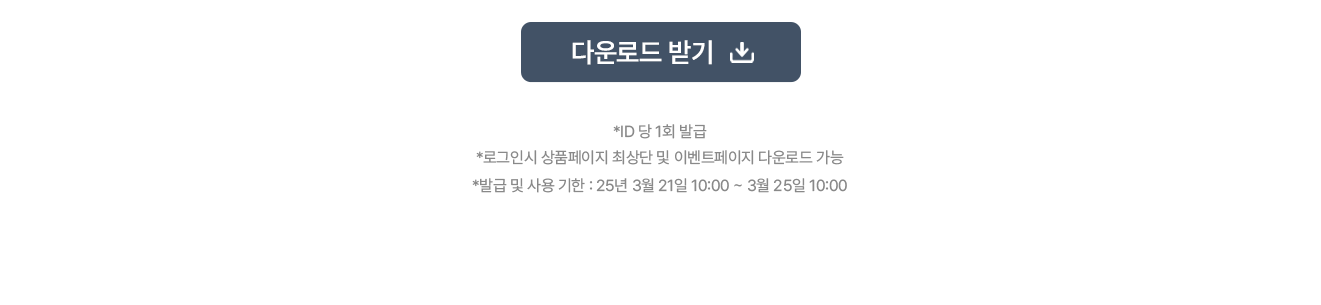 다운로드 받기
*ID 당 1회 발급
*로그인시 상품페이지 최상단 및 이벤트페이지 다운로드 가능
*발급 및 사용 기한 : 25년 3월 21일 10:00 ~ 3월 25일 10:00